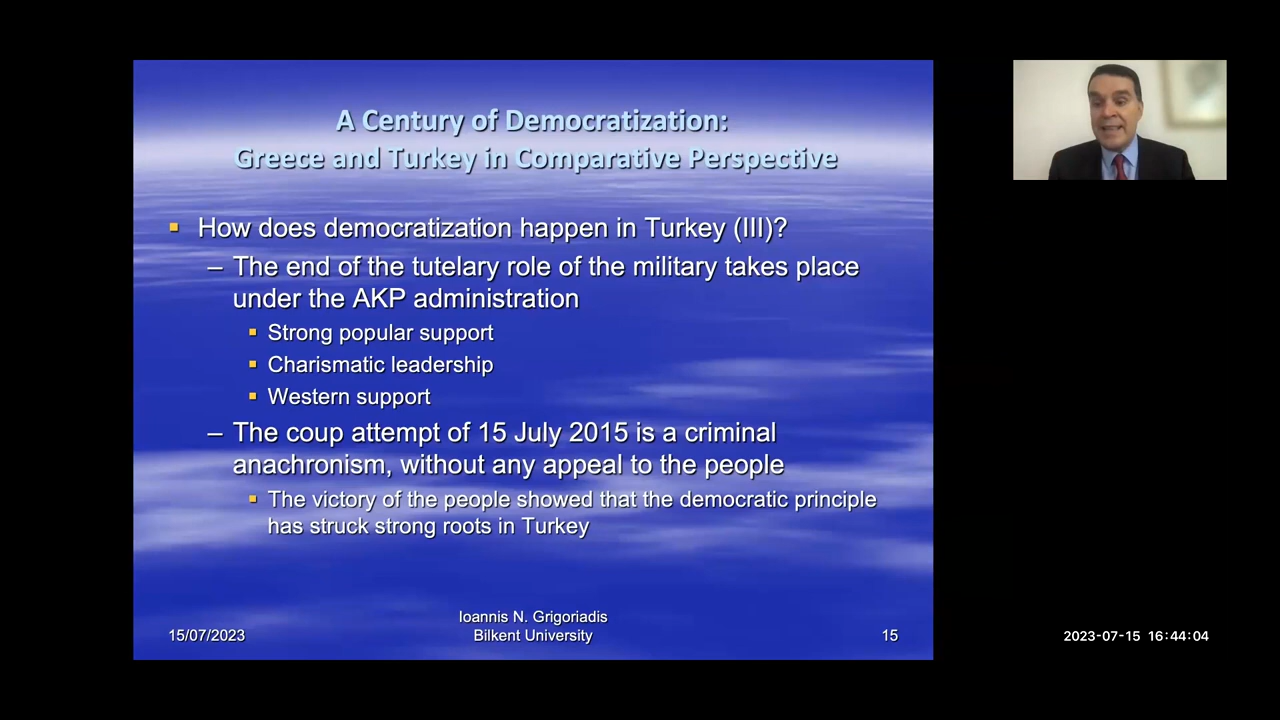 A Century of Democratization:
Greece and Turkey in Comparative Perspective
▪ How does democratization happen in Turkey (III)?
– The end of the tutelary role of the military takes place
under the AKP administration
▪ Strong popular support
▪ Charismatic leadership
▪ Western support
– The coup attempt of 15 July 2015 is a criminal
anachronism, without any appeal to the people
▪ The victory of the people showed that the democratic principle
has struck strong roots in Turkey
15/07/2023
Ioannis N. Grigoriadis
Bilkent University
15
2023-07-15 16:44:04